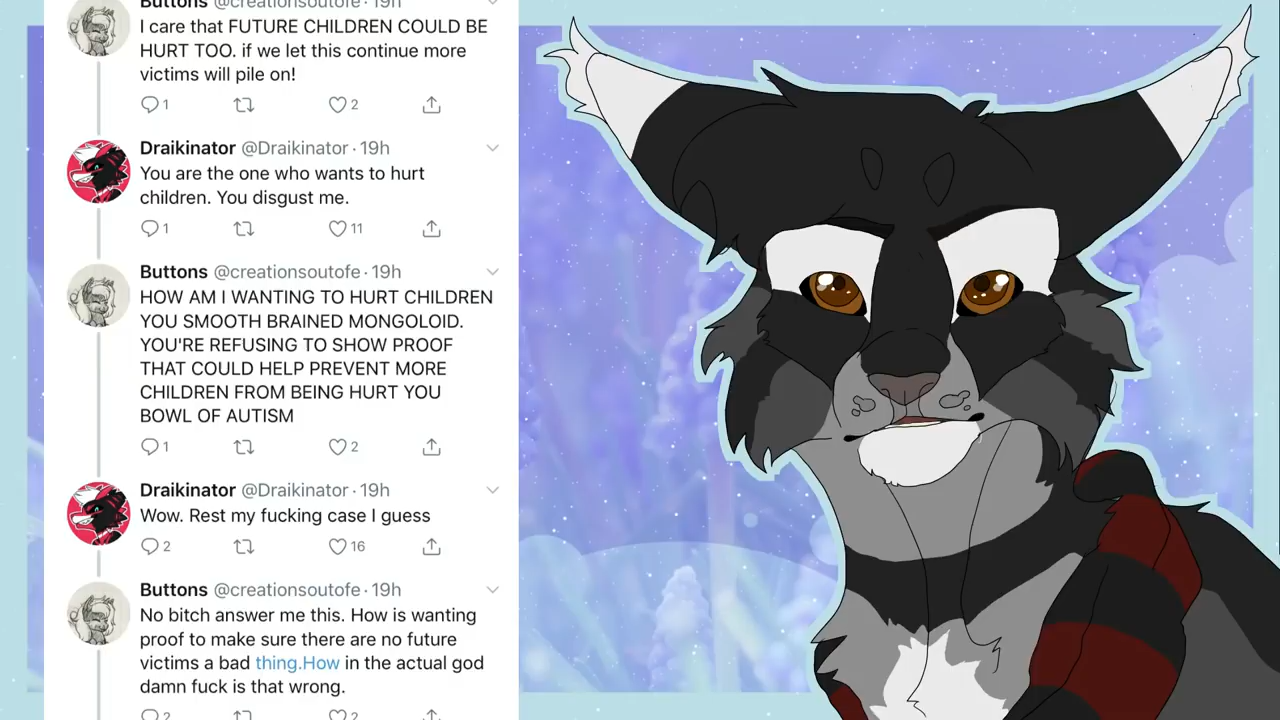 Buttons @creationsoutofe · 19h
I care that FUTURE CHILDREN COULD BE
HURT TOO. if we let this continue more
victims will pile on!
1 2
Draikinator @Draikinator · 19h
You are the one who wants to hurt
children. You disgust me.
1 11
Buttons @creationsoutofe · 19h
HOW AM I WANTING TO HURT CHILDREN
YOU SMOOTH BRAINED MONGOLOID.
YOU'RE REFUSING TO SHOW PROOF
THAT COULD HELP PREVENT MORE
CHILDREN FROM BEING HURT YOU
BOWL OF AUTISM
1 2
Draikinator @Draikinator · 19h
Wow. Rest my fucking case I guess
2 16
Buttons @creationsoutofe · 19h
No bitch answer me this. How is wanting
proof to make sure there are no future
victims a bad thing.How in the actual god
damn fuck is that wrong.
2 2